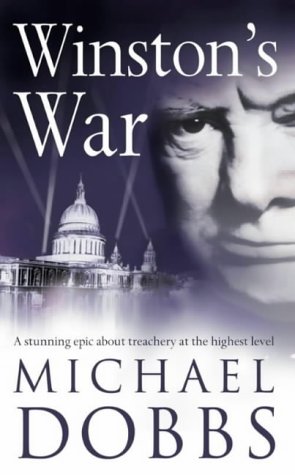 Winston's
War
A stunning epic about treachery at the highest level
MICHAEL
DOBBS